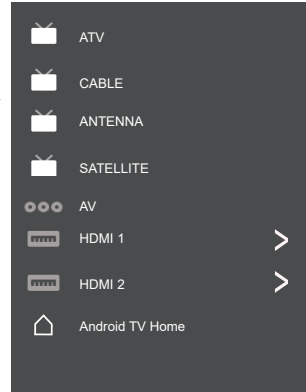 ATV
CABLE
ANTENNA
SATELLITE
AV
HDMI 1
HDMI 2
Android TV Home